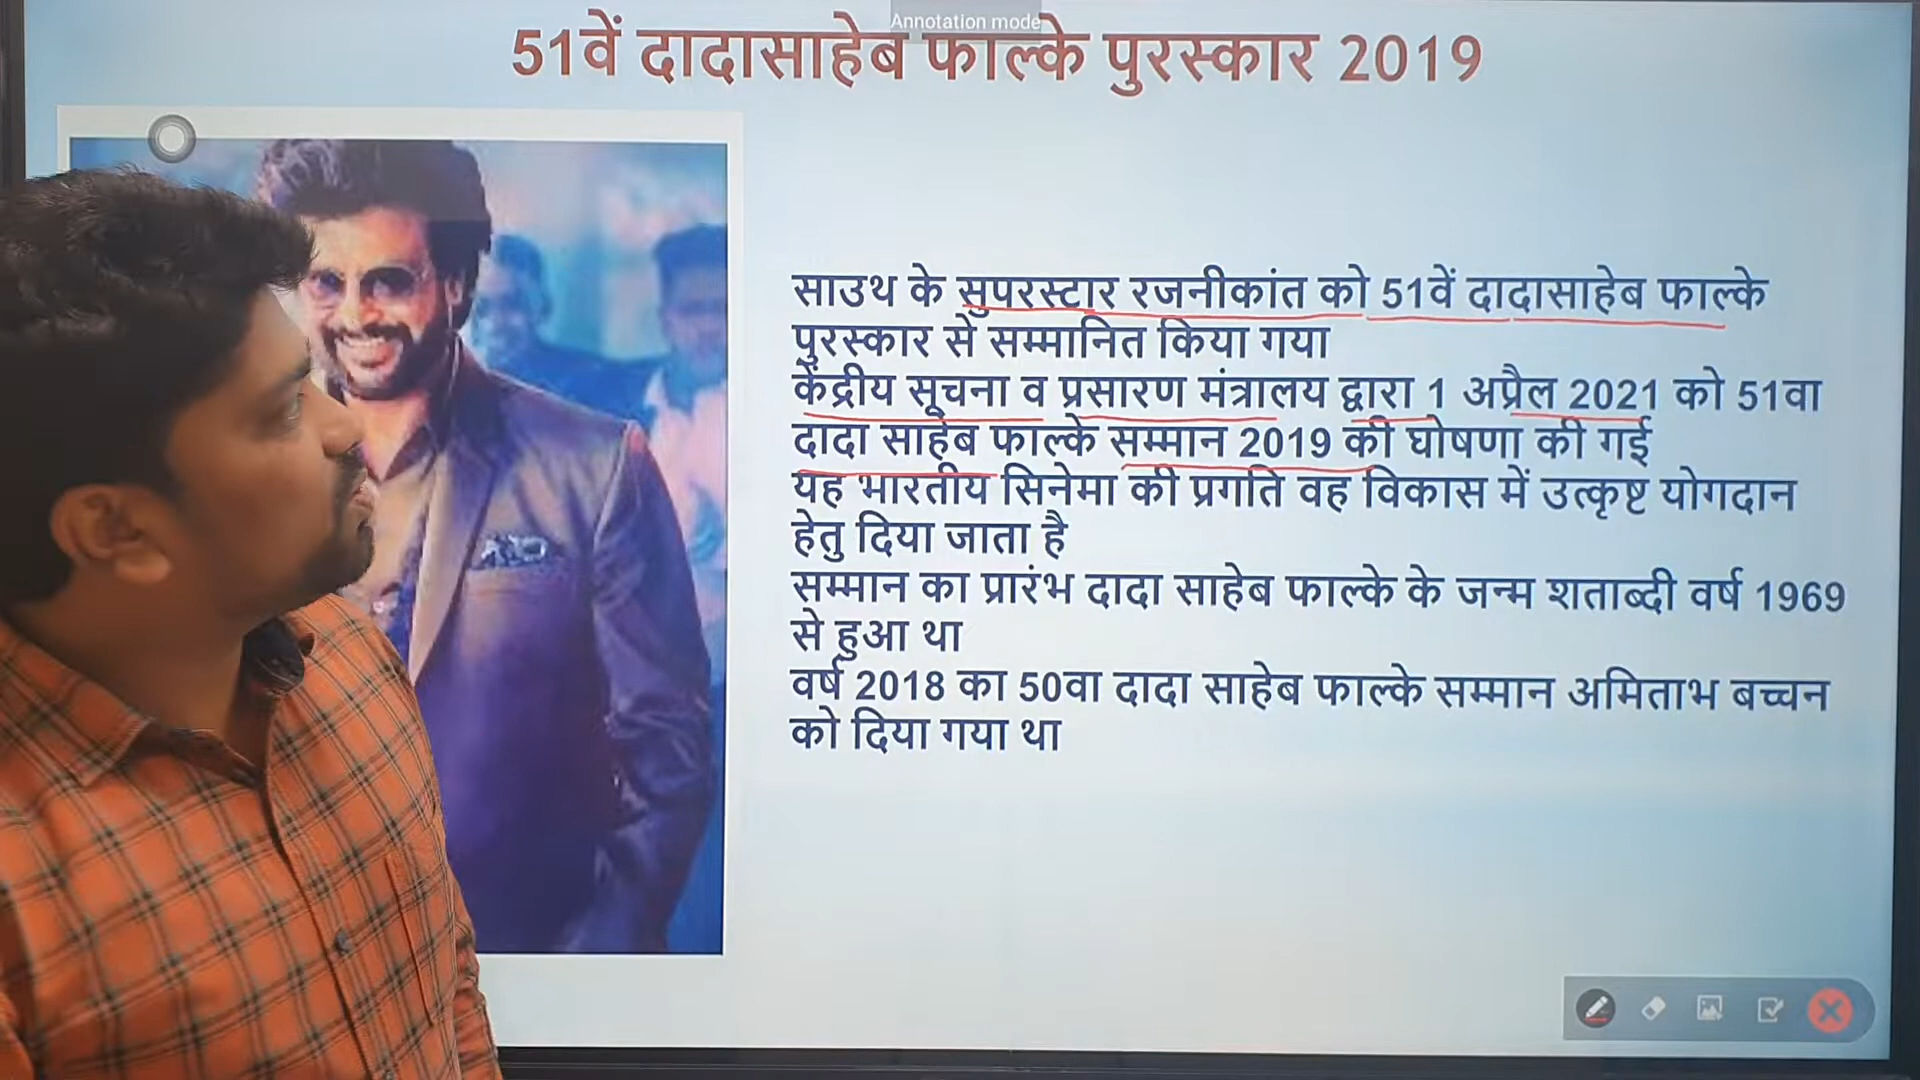 Annotation mode
51वें दादासाहेब फाल्के पुरस्कार 2019
साउथ के सुपरस्टार रजनीकांत को 51वें दादासाहेब फाल्के
पुरस्कार से सम्मानित किया गया
केंद्रीय सूचना व प्रसारण मंत्रालय द्वारा 1 अप्रैल 2021 को 51वा
दादा साहेब फाल्के सम्मान 2019 की घोषणा की गई
यह भारतीय सिनेमा की प्रगति वह विकास में उत्कृष्ट योगदान
हेतु दिया जाता है
सम्मान का प्रारंभ दादा साहेब फाल्के के जन्म शताब्दी वर्ष 1969
से हुआ था
वर्ष 2018 का 50वा दादा साहेब फाल्के सम्मान अमिताभ बच्चन
को दिया गया था